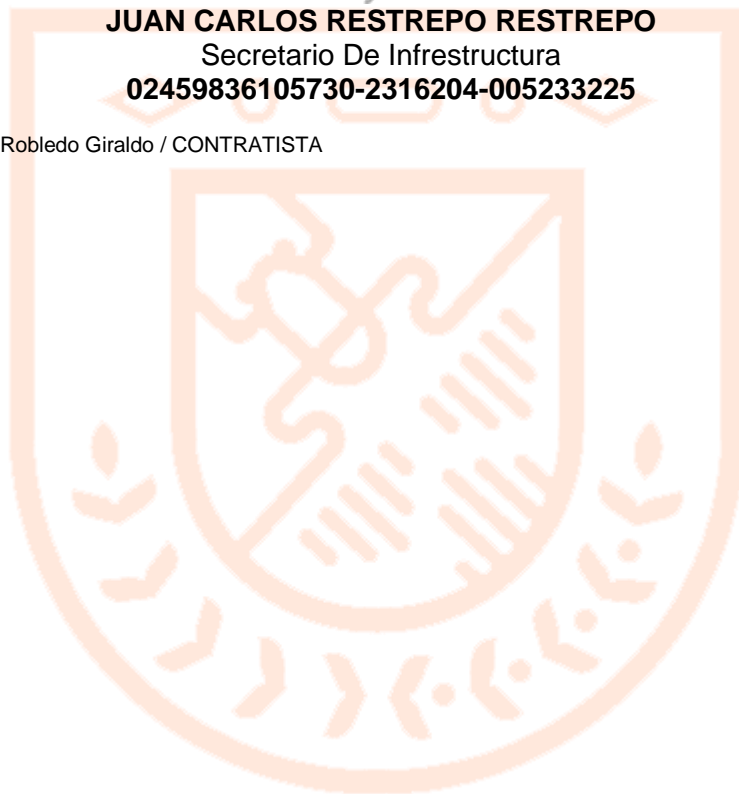 JUAN CARLOS RESTREPO RESTREPO
Secretario De Infrestructura
02459836105730-2316204-005233225
Robledo Giraldo / CONTRATISTA